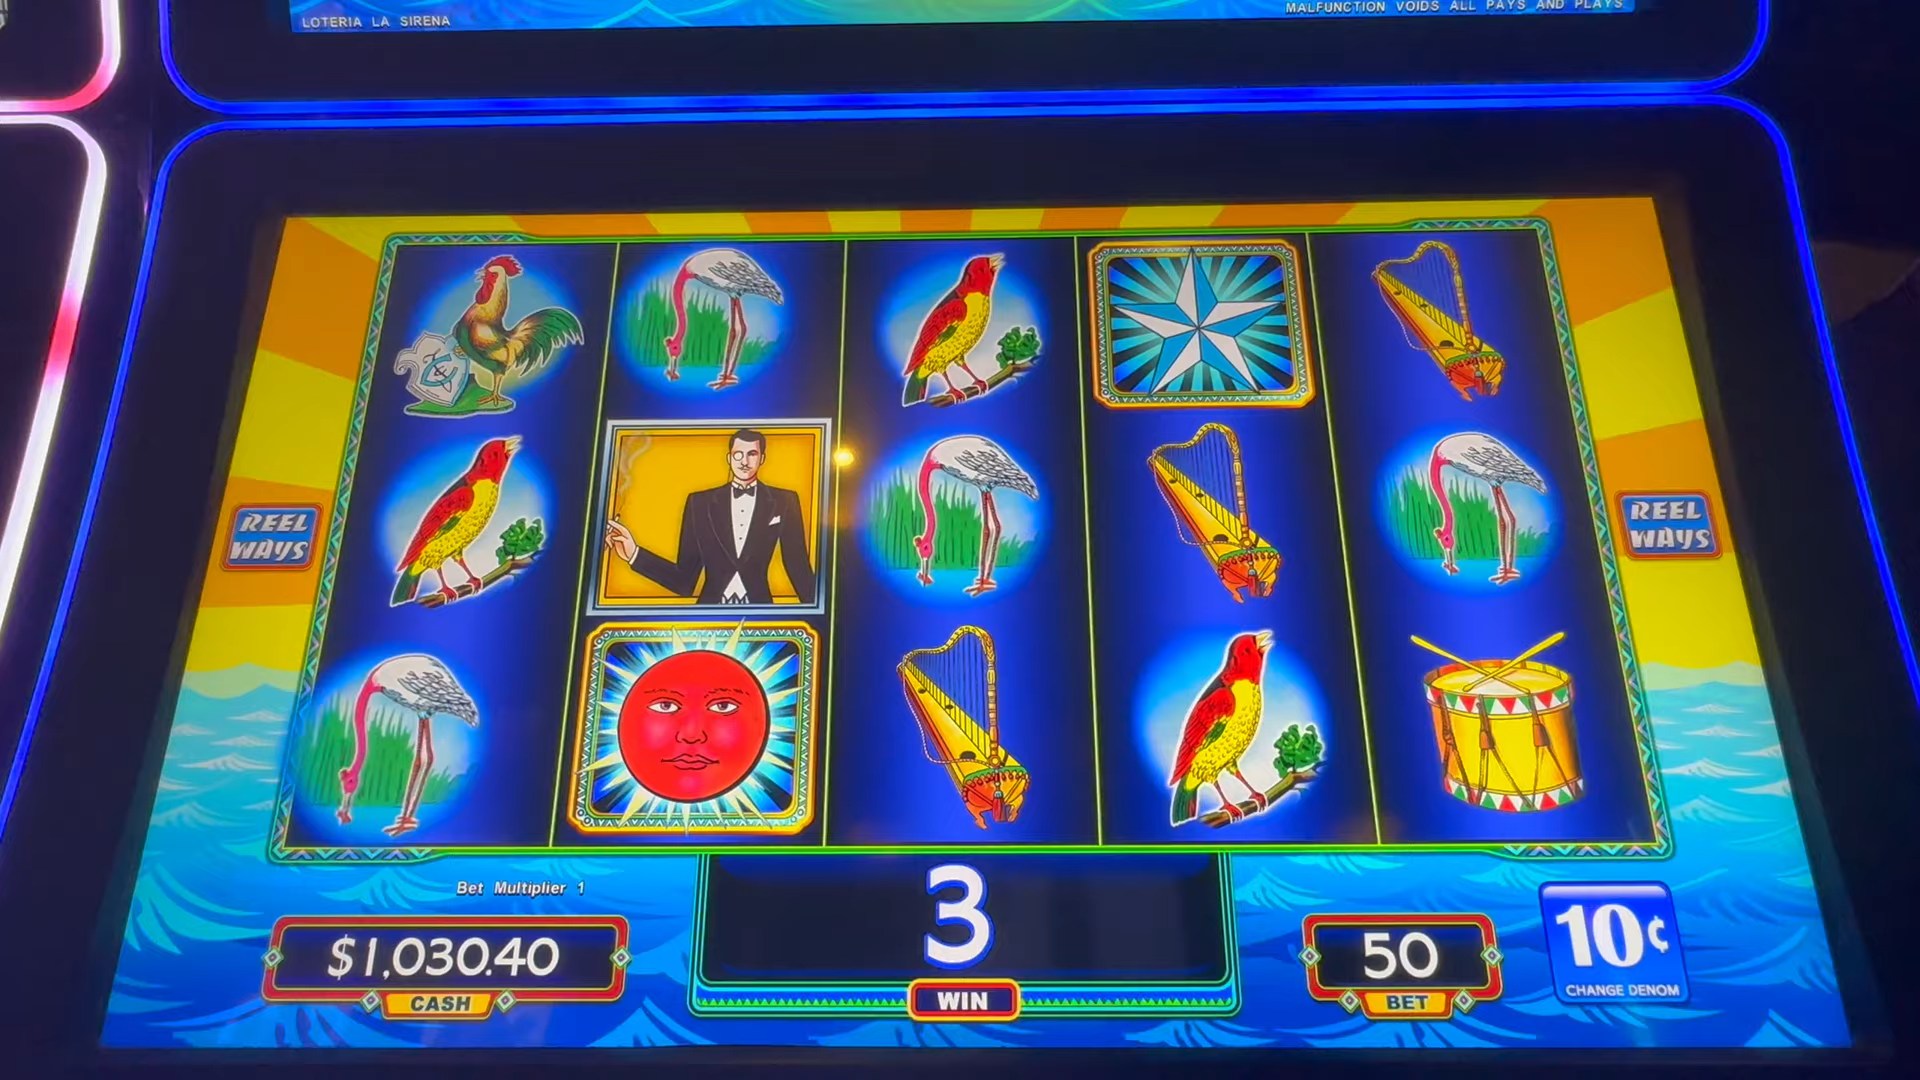 LOTERIA LA SIRENA
MALFUNCTION VOIDS ALL PAYS AND PLAYS
REEL
WAYS
REEL
WAYS
Bet Multiplier 1
$1,030.40
CASH
3
WIN
50
BET
10¢
CHANGE DENOM